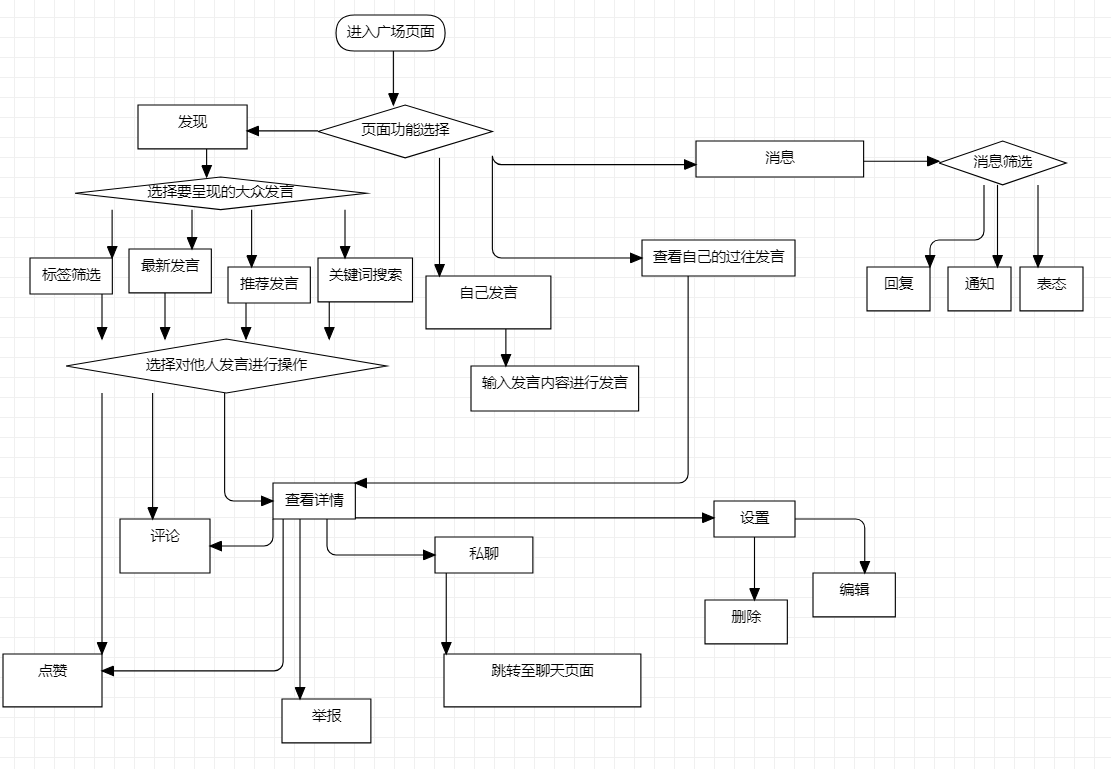 进入广场页面
发现
页面功能选择
消息
消息筛选
选择要呈现的大众发言
标签筛选
最新发言
推荐发言
关键词搜索
自己发言
查看自己的过往发言
回复
通知
表态
选择对他人发言进行操作
输入发言内容进行发言
查看详情
设置
评论
私聊
编辑
删除
点赞
跳转至聊天页面
举报